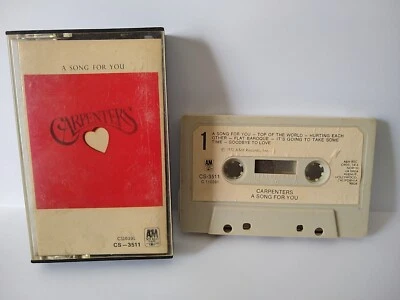 A SONG FOR YOU
CARPENTERS
A&M
CS-3511
1
A SONG FOR YOU - TOP OF THE WORLD - HURTING EACH
OTHER - FLAT BAROQUE - IT'S GOING TO TAKE SOME
TIME - GOODBYE TO LOVE
A&M
CS-3511
CARPENTERS
A SONG FOR YOU